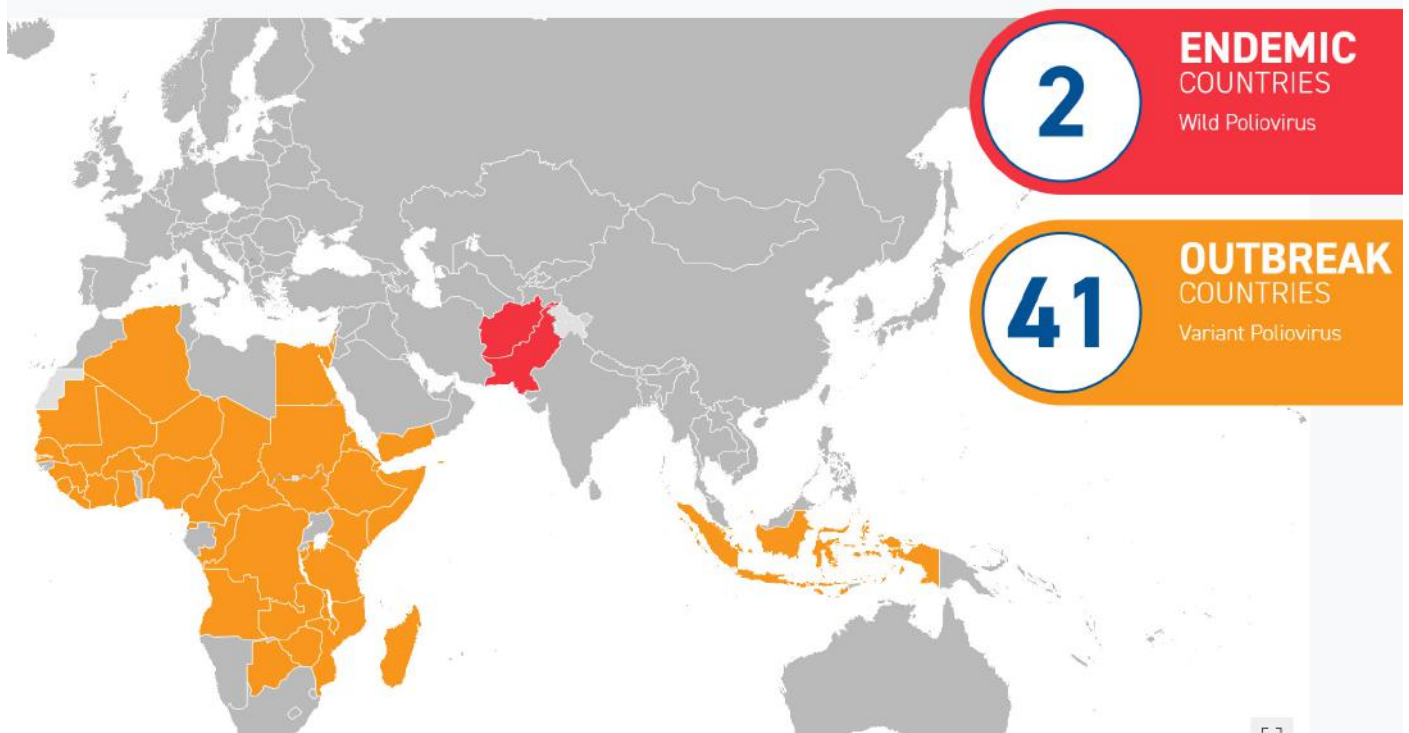 2
ENDEMIC
COUNTRIES
Wild Poliovirus
41
OUTBREAK
COUNTRIES
Variant Poliovirus